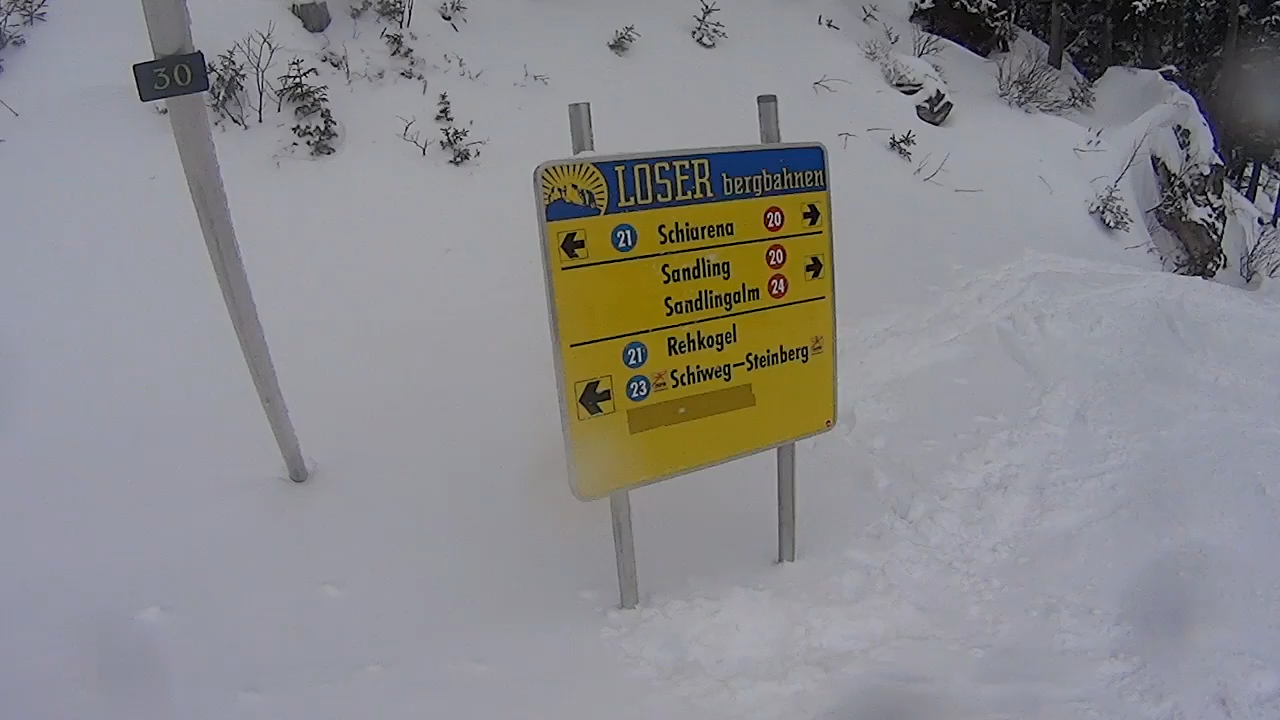 30
LOSER bergbahnen
21 Schiarena 20
Sandling 20
Sandlingalm 24
21 Rehkogel
23 Schiweg–Steinberg